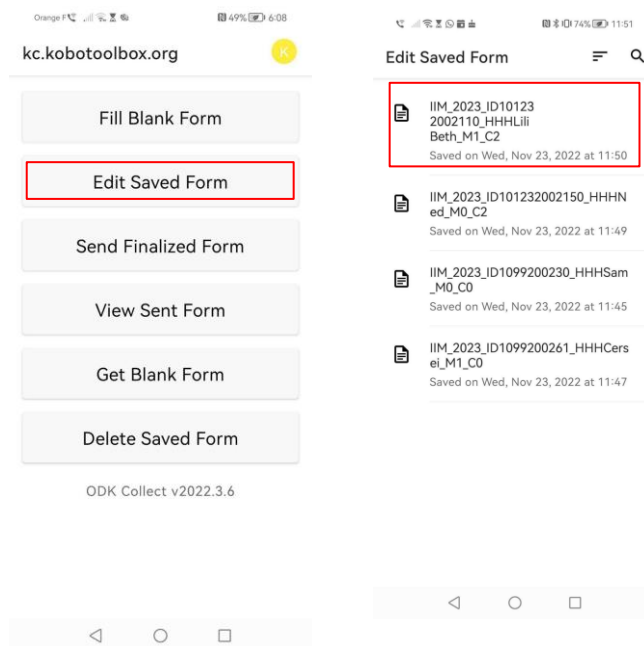 Orange F 49% 6:08
kc.kobotoolbox.org
K
Fill Blank Form
Edit Saved Form
Send Finalized Form
View Sent Form
Get Blank Form
Delete Saved Form
ODK Collect v2022.3.6
74% 11:51
Edit Saved Form
IIM_2023_ID10123
2002110_HHHLili
Beth_M1_C2
Saved on Wed, Nov 23, 2022 at 11:50
IIM_2023_ID101232002150_HHHN
ed_M0_C2
Saved on Wed, Nov 23, 2022 at 11:49
IIM_2023_ID1099200230_HHHSam
_M0_C0
Saved on Wed, Nov 23, 2022 at 11:45
IIM_2023_ID1099200261_HHHCers
ei_M1_C0
Saved on Wed, Nov 23, 2022 at 11:47